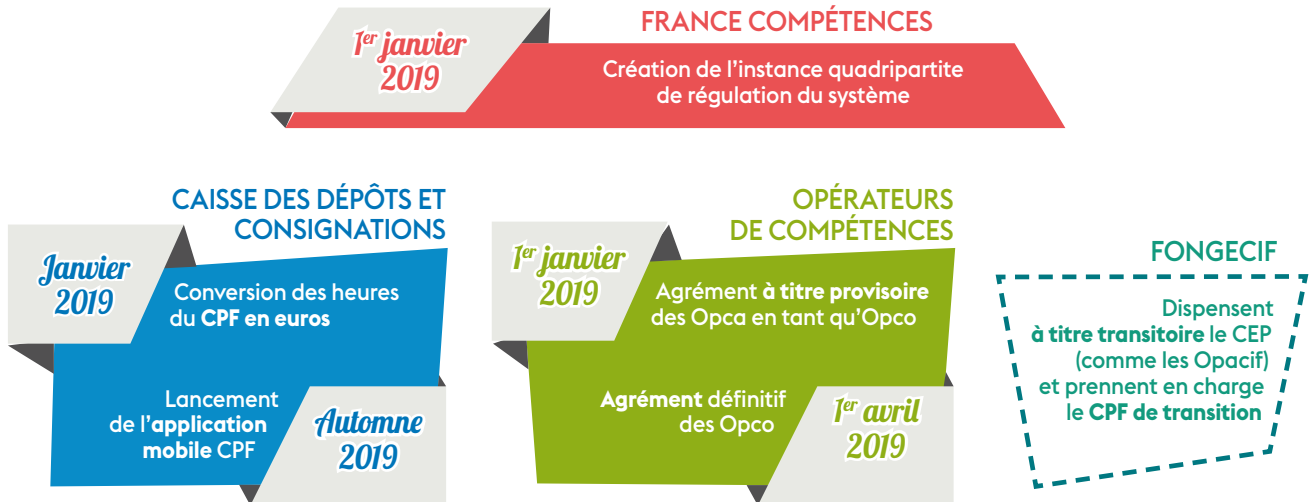 FRANCE COMPÉTENCES
1er janvier
2019
Création de l'instance quadripartite
de régulation du système
CAISSE DES DÉPÔTS ET
CONSIGNATIONS
Janvier
2019
Conversion des heures
du CPF en euros
Lancement
de l'application
mobile CPF
Automne
2019
OPÉRATEURS
DE COMPÉTENCES
1er janvier
2019
Agrément à titre provisoire
des Opca en tant qu'Opco
Agrément définitif
des Opco
1er avril
2019
FONGECIF
Dispensent
à titre transitoire le CEP
(comme les Opacif)
et prennent en charge
le CPF de transition